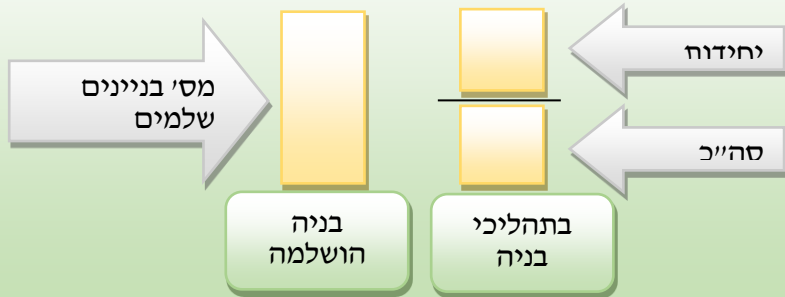 יחידות
סה״כ
מס׳ בניינים
שלמים
בתהליכי
בניה
בניה
הושלמה